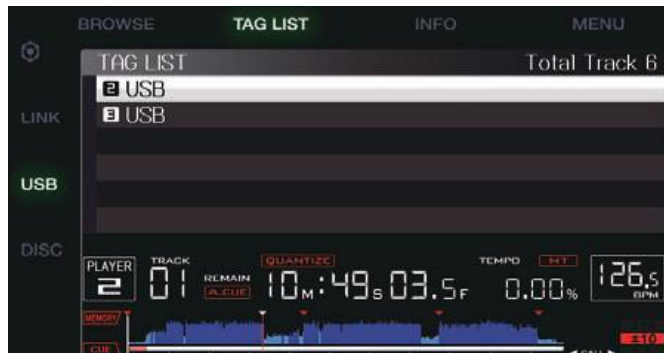 BROWSE TAG LIST INFO MENU
TAG LIST Total Track 6
2 USB
LINK 3 USB
USB
DISC
PLAYER 2 TRACK 01 REMAIN A.CUE QUANTIZE 10M:49S03.5F TEMPO MT 0.00% 126.5 BPM
MEMORY
CUE ±10
CALL